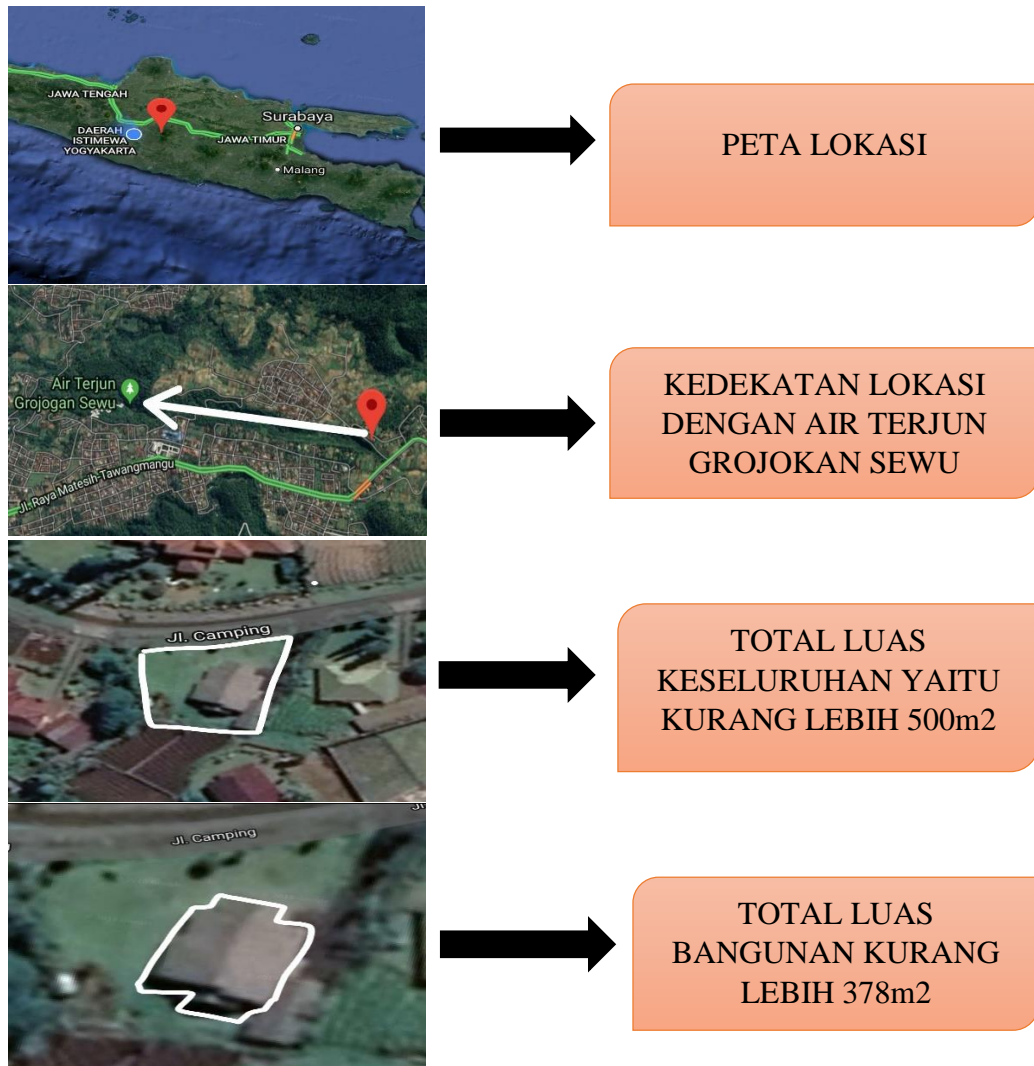 JAWA TENGAH
Surabaya
DAERAH
ISTIMEWA
YOGYAKARTA
JAWA TIMUR
Malang
PETA LOKASI
Air Terjun
Grojogan Sewu
Jl. Raya Matesih-Tawangmangu
KEDEKATAN LOKASI
DENGAN AIR TERJUN
GROJOKAN SEWU
Jl. Camping
TOTAL LUAS
KESELURUHAN YAITU
KURANG LEBIH 500m2
Jl. Camping
TOTAL LUAS
BANGUNAN KURANG
LEBIH 378m2